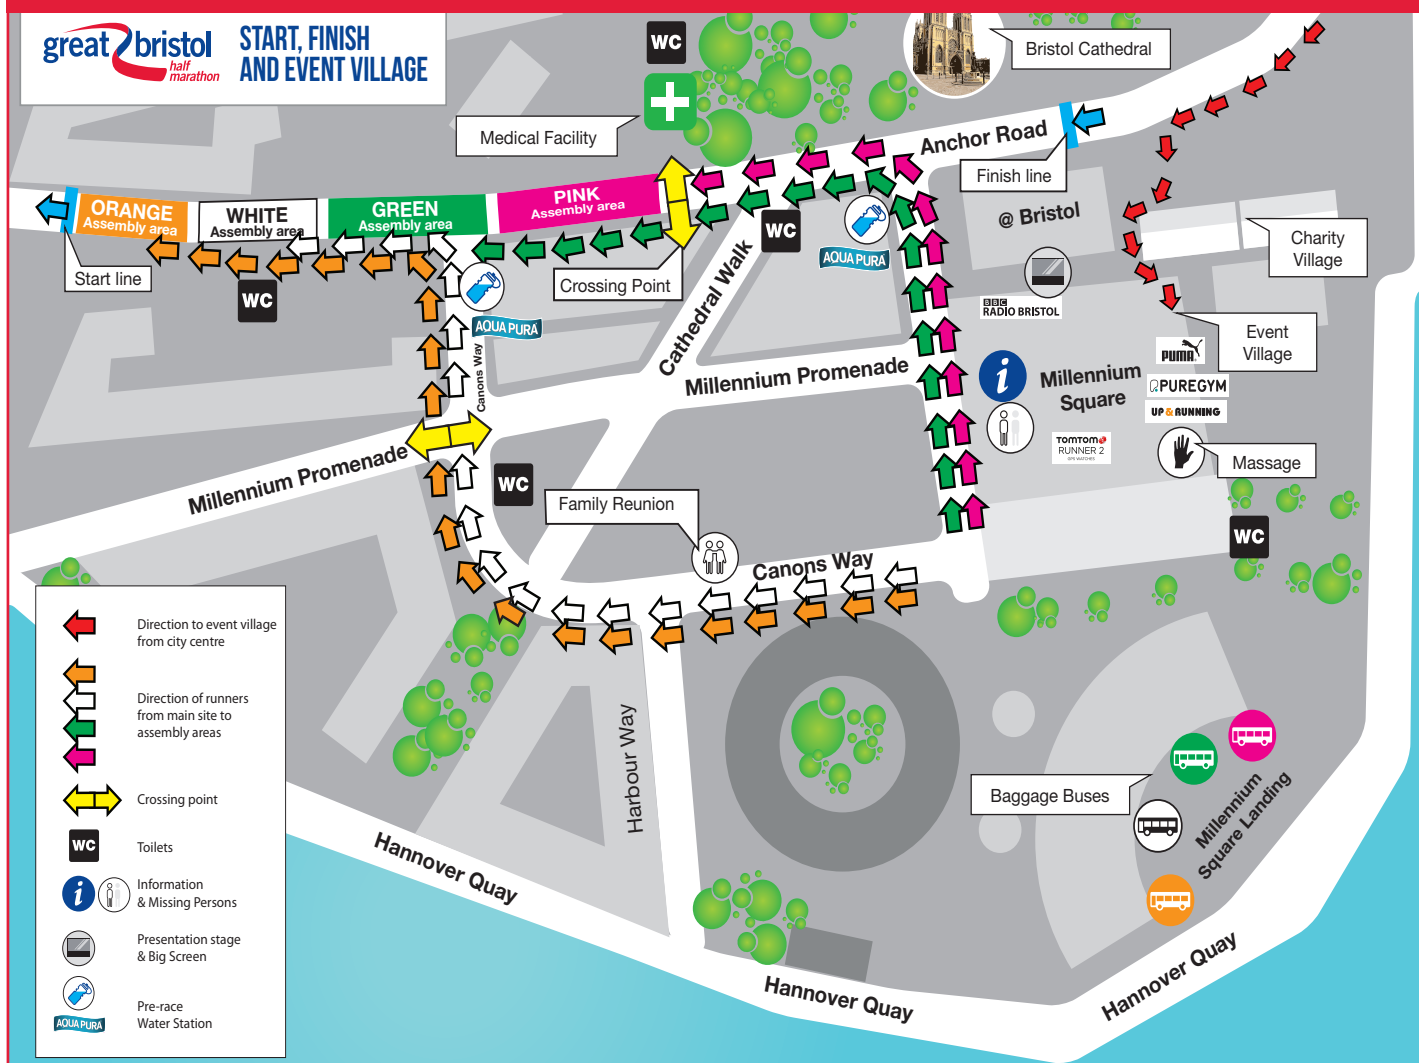 great bristol
half
marathon
START, FINISH
AND EVENT VILLAGE
WC
Bristol Cathedral
Medical Facility
Anchor Road
Finish line
PINK
Assembly area
GREEN
Assembly area
WHITE
Assembly area
ORANGE
Assembly area
Start line
WC
Crossing Point
WC
AQUA PURA
AQUA PURA
@ Bristol
Charity
Village
BBC
RADIO BRISTOL
Event
Village
Cathedral Walk
Canons Way
Millennium Promenade
i
Millennium
Square
PUMA
PUREGYM
UP & RUNNING
TOMTOM
RUNNER 2
GPS WATCHES
Massage
Millennium Promenade
WC
Family Reunion
WC
Canons Way
Harbour Way
Baggage Buses
Millennium
Square Landing
Hannover Quay
Hannover Quay
Hannover Quay
Direction to event village
from city centre
Direction of runners
from main site to
assembly areas
Crossing point
WC
Toilets
i
Information
& Missing Persons
Presentation stage
& Big Screen
Pre-race
Water Station
AQUA PURA